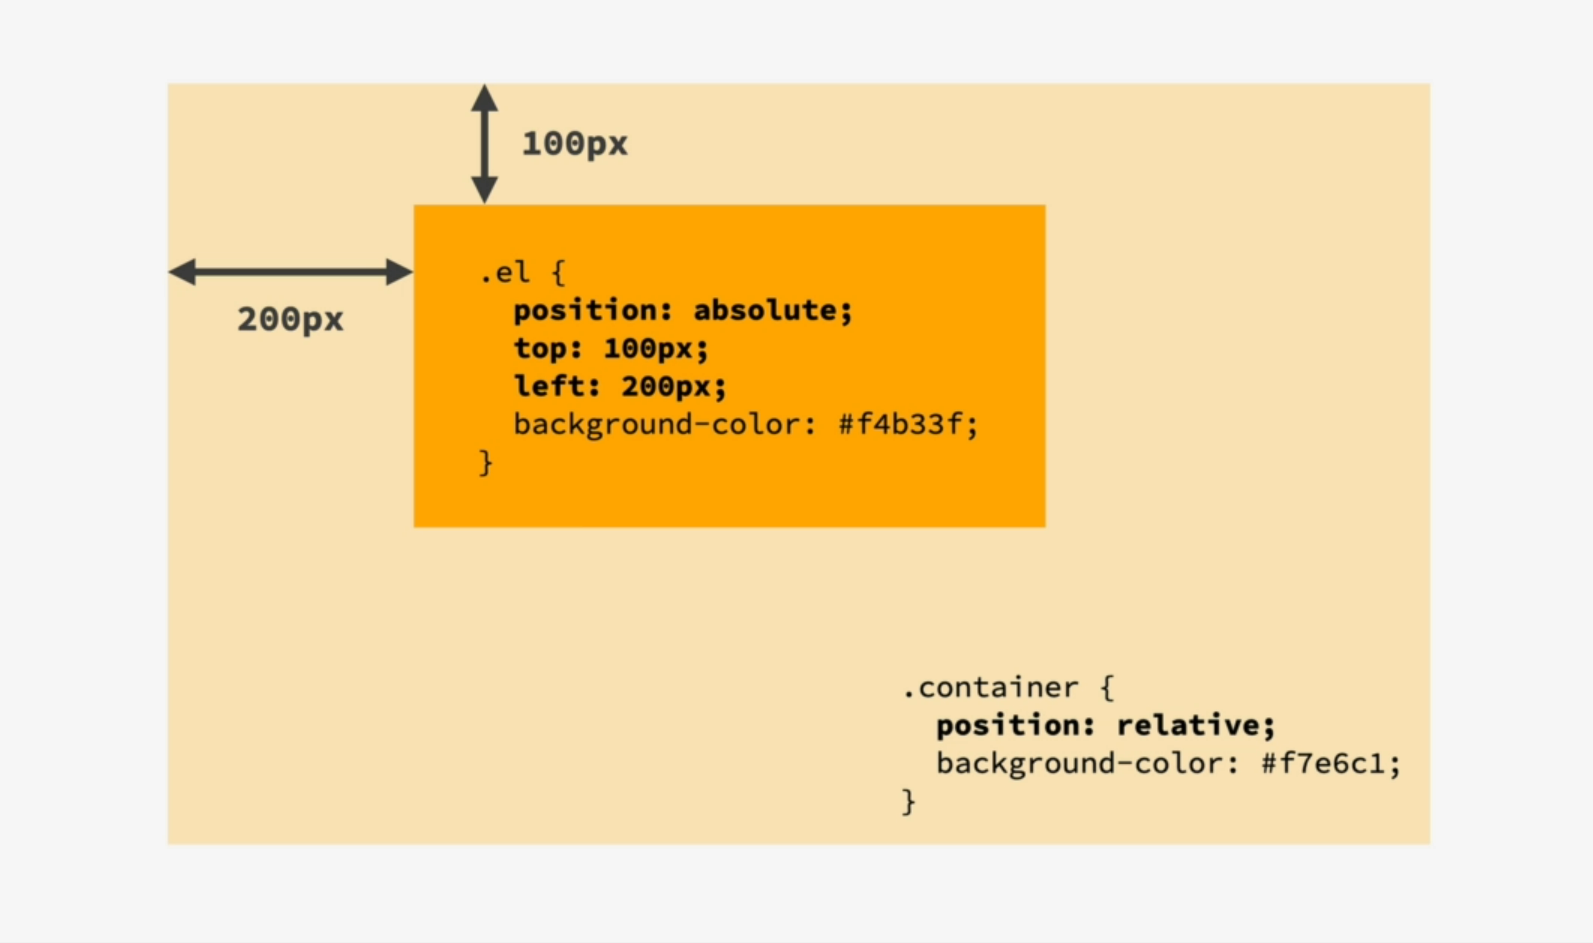 100px
200px
.el {
position: absolute;
top: 100px;
left: 200px;
background-color: #f4b33f;
}
.container {
position: relative;
background-color: #f7e6c1;
}